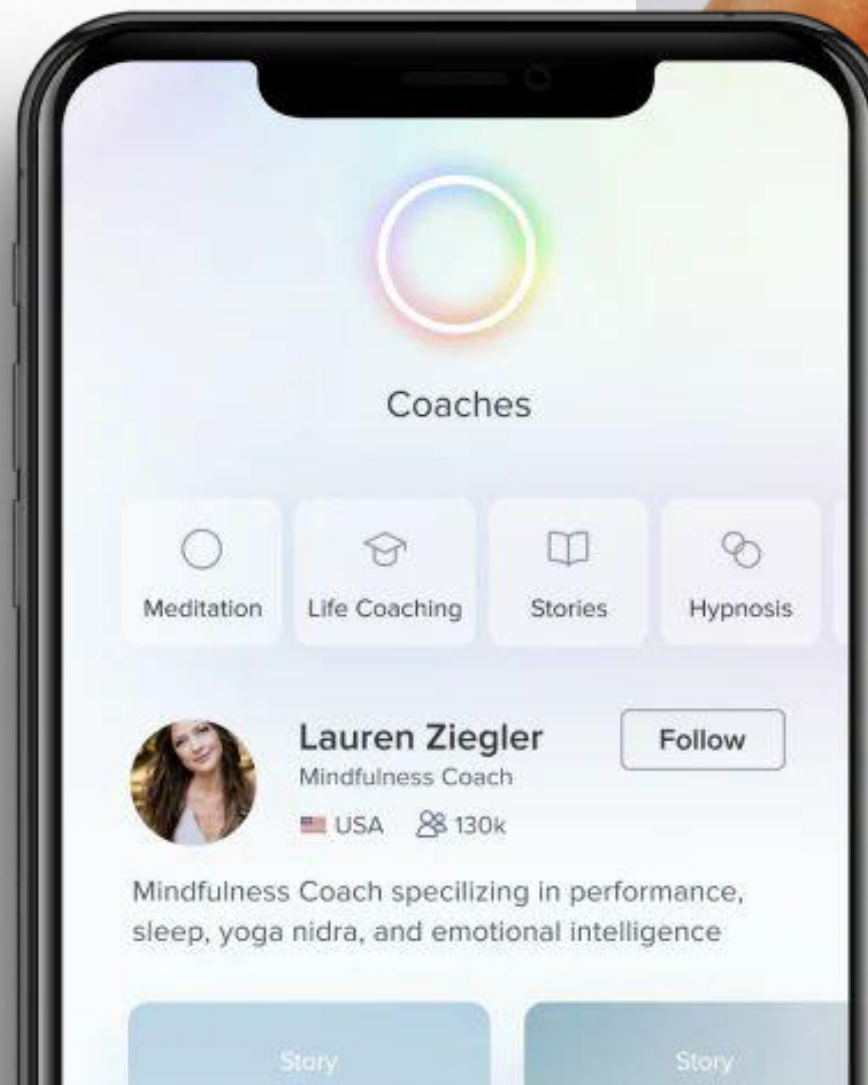 Coaches
Meditation
Life Coaching
Stories
Hypnosis
Lauren Ziegler
Follow
Mindfulness Coach
USA
130k
Mindfulness Coach specilizing in performance,
sleep, yoga nidra, and emotional intelligence
Story
Story